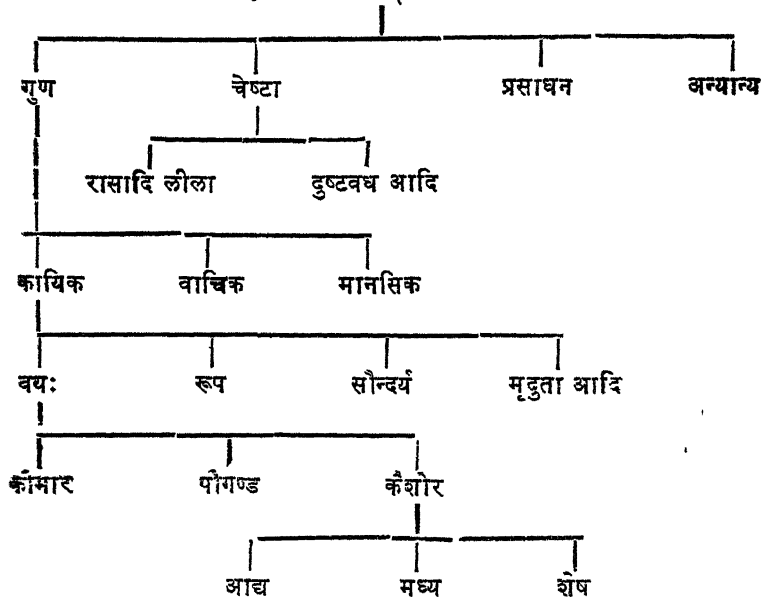 गुण चेष्टा प्रसाधन अन्यान्य
रासादि लीला दुष्टवध आदि
कायिक वाचिक मानसिक
वयः रूप सौन्दर्य मृदुता आदि
कौमार पौगण्ड कैशोर
आद्य मध्य शेष